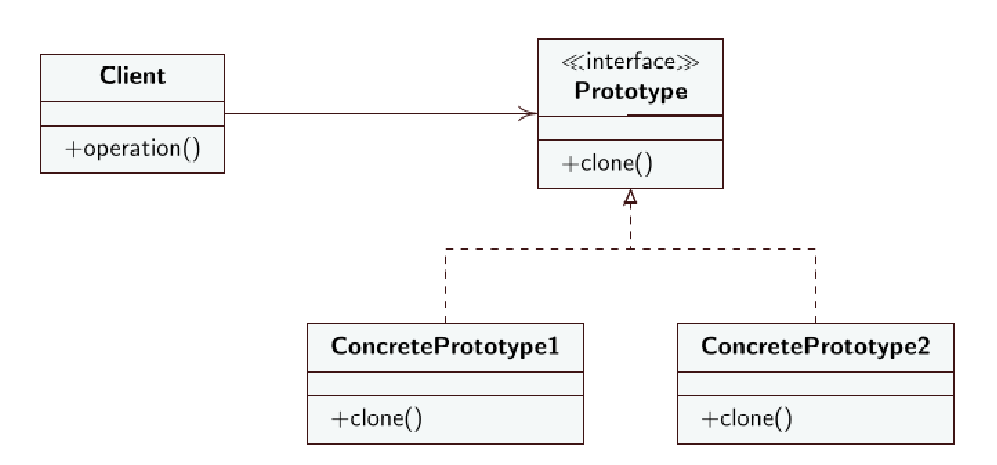 Client
+operation()
≪interface≫
Prototype
+clone()
ConcretePrototype1
+clone()
ConcretePrototype2
+clone()